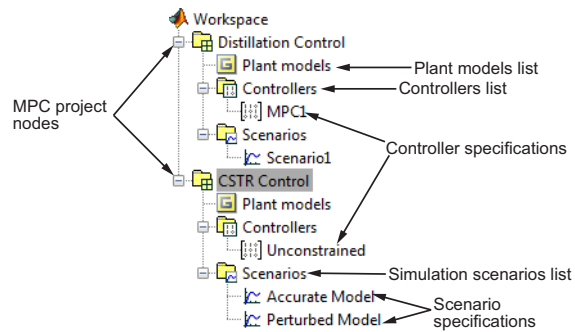 Workspace
Distillation Control
Plant models
Plant models list
Controllers
Controllers list
MPC project
nodes
MPC1
Scenarios
Controller specifications
Scenario1
CSTR Control
Plant models
Controllers
Unconstrained
Scenarios
Simulation scenarios list
Accurate Model
Perturbed Model
Scenario
specifications